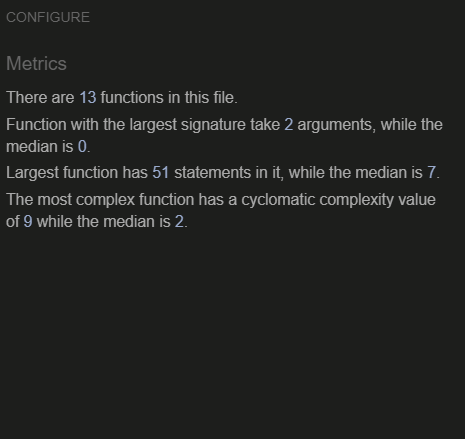 CONFIGURE
Metrics
There are 13 functions in this file.
Function with the largest signature take 2 arguments, while the
median is 0.
Largest function has 51 statements in it, while the median is 7.
The most complex function has a cyclomatic complexity value
of 9 while the median is 2.